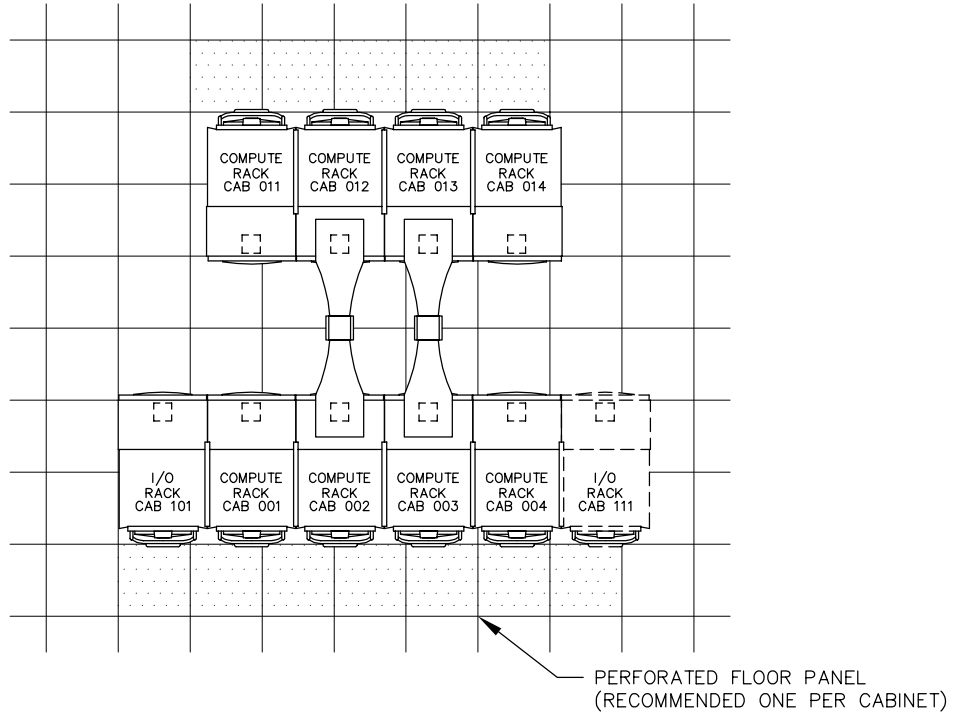 COMPUTE
RACK
CAB 011
COMPUTE
RACK
CAB 012
COMPUTE
RACK
CAB 013
COMPUTE
RACK
CAB 014
I/O
RACK
CAB 101
COMPUTE
RACK
CAB 001
COMPUTE
RACK
CAB 002
COMPUTE
RACK
CAB 003
COMPUTE
RACK
CAB 004
I/O
RACK
CAB 111
PERFORATED FLOOR PANEL
(RECOMMENDED ONE PER CABINET)